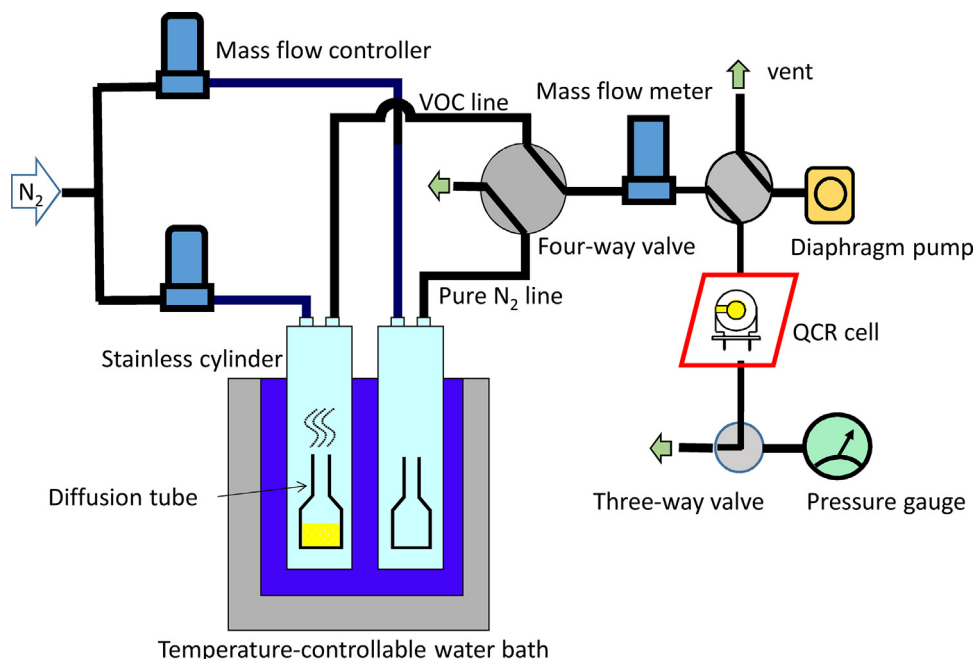 Mass flow controller
vent
Mass flow meter
VOC line
N₂
Four-way valve
Diaphragm pump
Pure N₂ line
QCR cell
Stainless cylinder
Diffusion tube
Three-way valve
Pressure gauge
Temperature-controllable water bath